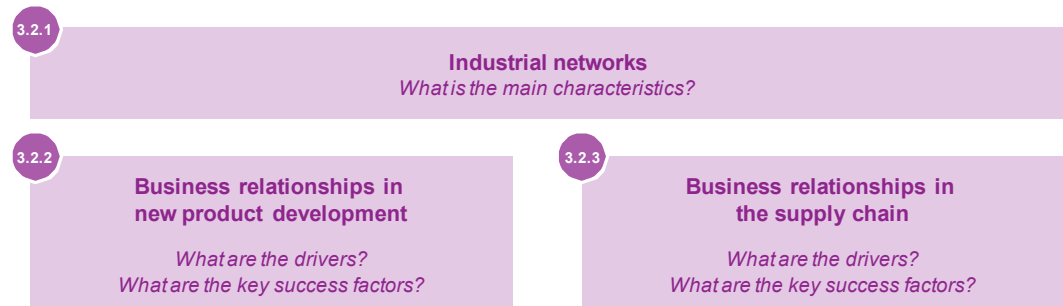 3.2.1
Industrial networks
What is the main characteristics?
3.2.2
Business relationships in
new product development
What are the drivers?
What are the key success factors?
3.2.3
Business relationships in
the supply chain
What are the drivers?
What are the key success factors?